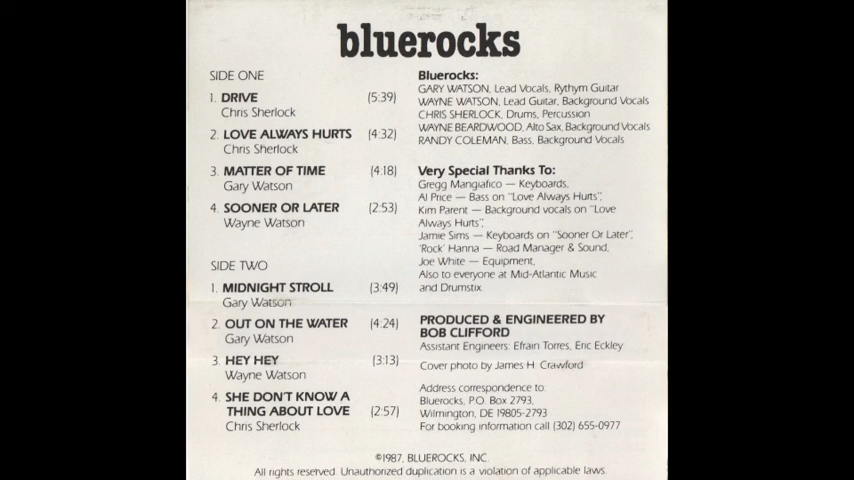 bluerocks
SIDE ONE
1. DRIVE (5:39)
Chris Sherlock
2. LOVE ALWAYS HURTS (4:32)
Chris Sherlock
3. MATTER OF TIME (4:18)
Gary Watson
4. SOONER OR LATER (2:53)
Wayne Watson
SIDE TWO
1. MIDNIGHT STROLL (3:49)
Gary Watson
2. OUT ON THE WATER (4:24)
Gary Watson
3. HEY HEY (3:13)
Wayne Watson
4. SHE DON'T KNOW A
THING ABOUT LOVE (2:57)
Chris Sherlock
Bluerocks:
GARY WATSON, Lead Vocals, Rythym Guitar
WAYNE WATSON, Lead Guitar, Background Vocals
CHRIS SHERLOCK, Drums, Percussion
WAYNE BEARDWOOD, Alto Sax, Background Vocals
RANDY COLEMAN, Bass, Background Vocals
Very Special Thanks To:
Gregg Mangiafico — Keyboards,
Al Price — Bass on "Love Always Hurts",
Kim Parent — Background vocals on "Love
Always Hurts",
Jamie Sims — Keyboards on "Sooner Or Later",
'Rock' Hanna — Road Manager & Sound,
Joe White — Equipment,
Also to everyone at Mid-Atlantic Music
and Drumstix.
PRODUCED & ENGINEERED BY
BOB CLIFFORD
Assistant Engineers: Efrain Torres, Eric Eckley
Cover photo by James H. Crawford
Address correspondence to:
Bluerocks, P.O. Box 2793,
Wilmington, DE 19805-2793
For booking information call (302) 655-0977
©1987, BLUEROCKS, INC.
All rights reserved. Unauthorized duplication is a violation of applicable laws.